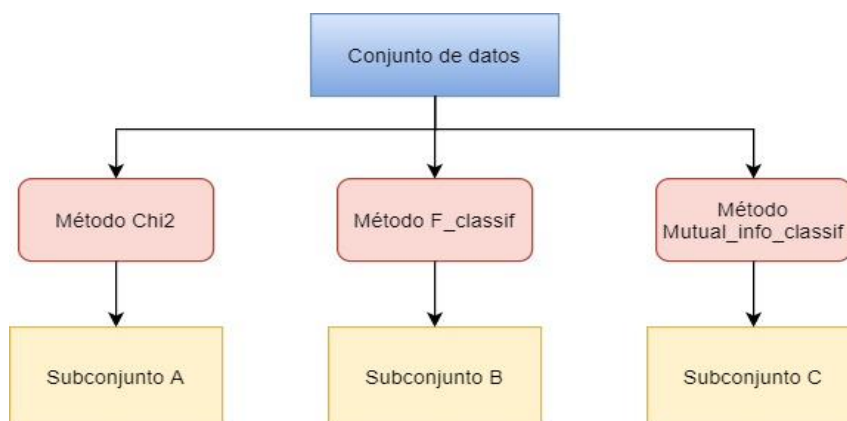 Conjunto de datos
Método Chi2
Método F_classif
Método
Mutual_info_classif
Subconjunto A
Subconjunto B
Subconjunto C